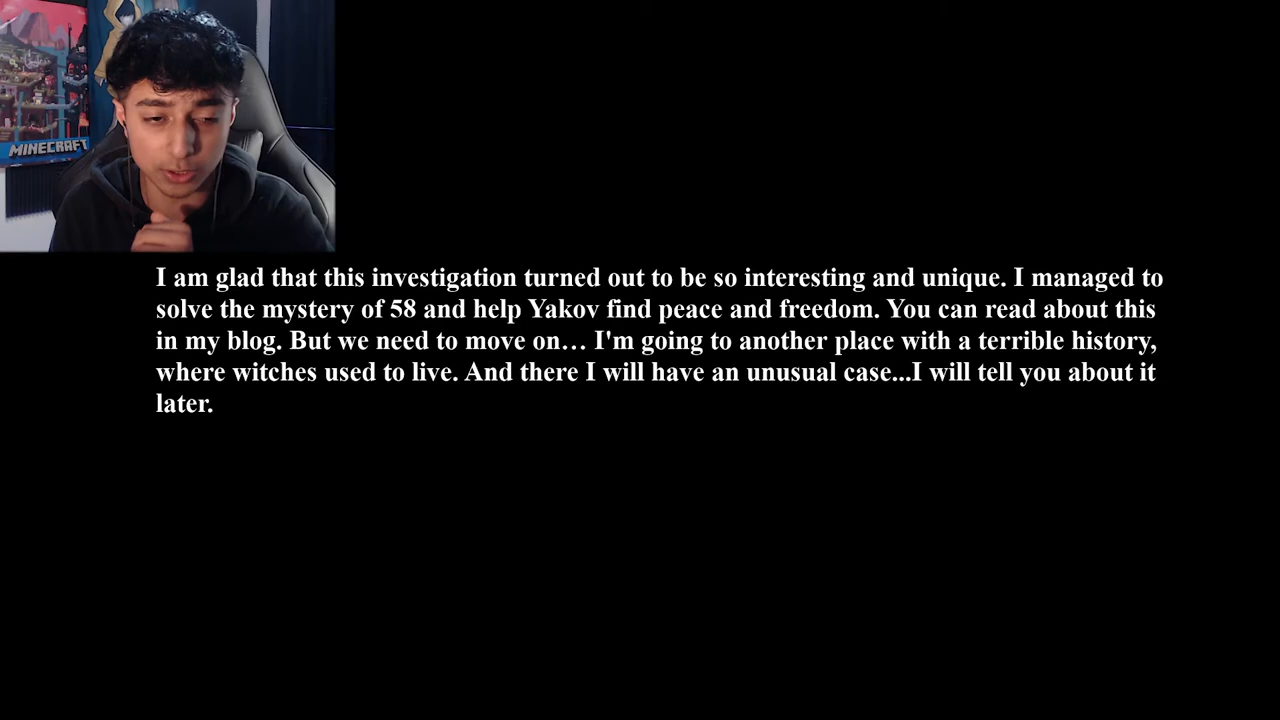 MINECRAFT
I am glad that this investigation turned out to be so interesting and unique. I managed to
solve the mystery of 58 and help Yakov find peace and freedom. You can read about this
in my blog. But we need to move on… I'm going to another place with a terrible history,
where witches used to live. And there I will have an unusual case...I will tell you about it
later.